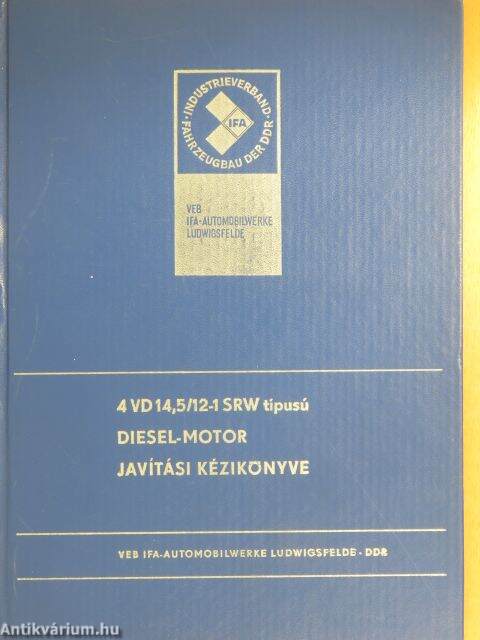 INDUSTRIEVERBAND · FAHRZEUGBAU DER DDR ·
IFA
VEB
IFA-AUTOMOBILWERKE
LUDWIGSFELDE
4 VD 14,5/12-1 SRW típusú
DIESEL-MOTOR
JAVÍTÁSI KÉZIKÖNYVE
VEB IFA-AUTOMOBILWERKE LUDWIGSFELDE · DDR
Antikvárium.hu